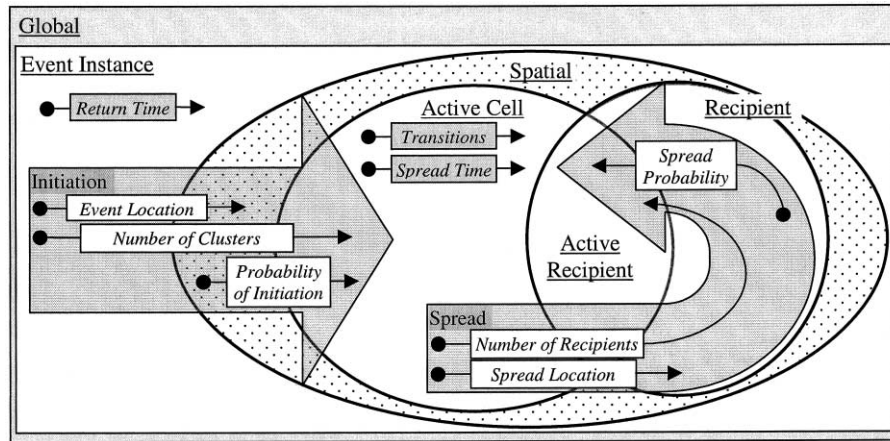 Global
Event Instance
Spatial
Return Time
Active Cell
Recipient
Transitions
Spread Time
Spread
Probability
Initiation
Event Location
Number of Clusters
Probability
of Initiation
Active
Recipient
Spread
Number of Recipients
Spread Location